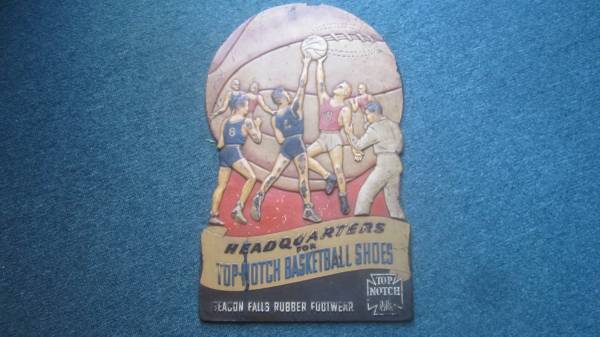 HEADQUARTERS
FOR
TOP-NOTCH BASKETBALL SHOES
BEACON FALLS RUBBER FOOTWEAR
TOP
NOTCH